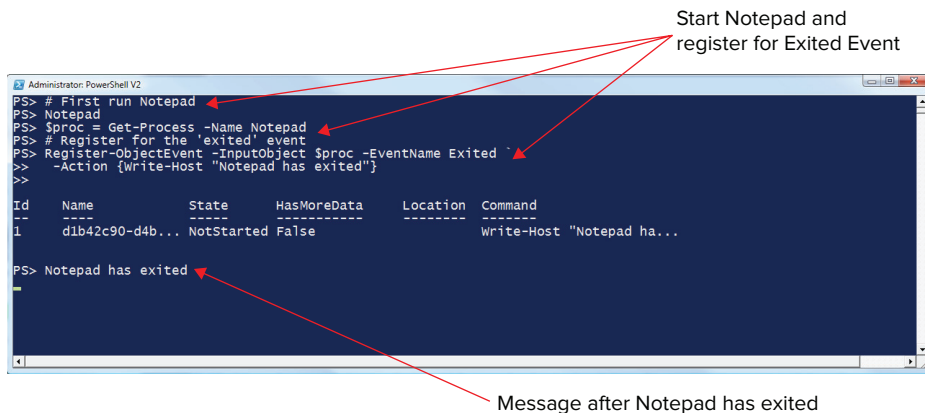 Start Notepad and
register for Exited Event
Administrator: PowerShell V2
PS> # First run Notepad
PS> Notepad
PS> $proc = Get-Process -Name Notepad
PS> # Register for the 'exited' event
PS> Register-ObjectEvent -InputObject $proc -EventName Exited `
>> -Action {Write-Host "Notepad has exited"}
>>
Id Name State HasMoreData Location Command
-- ---- ----- ----------- -------- -------
1 d1b42c90-d4b... NotStarted False Write-Host "Notepad ha...
PS> Notepad has exited
Message after Notepad has exited